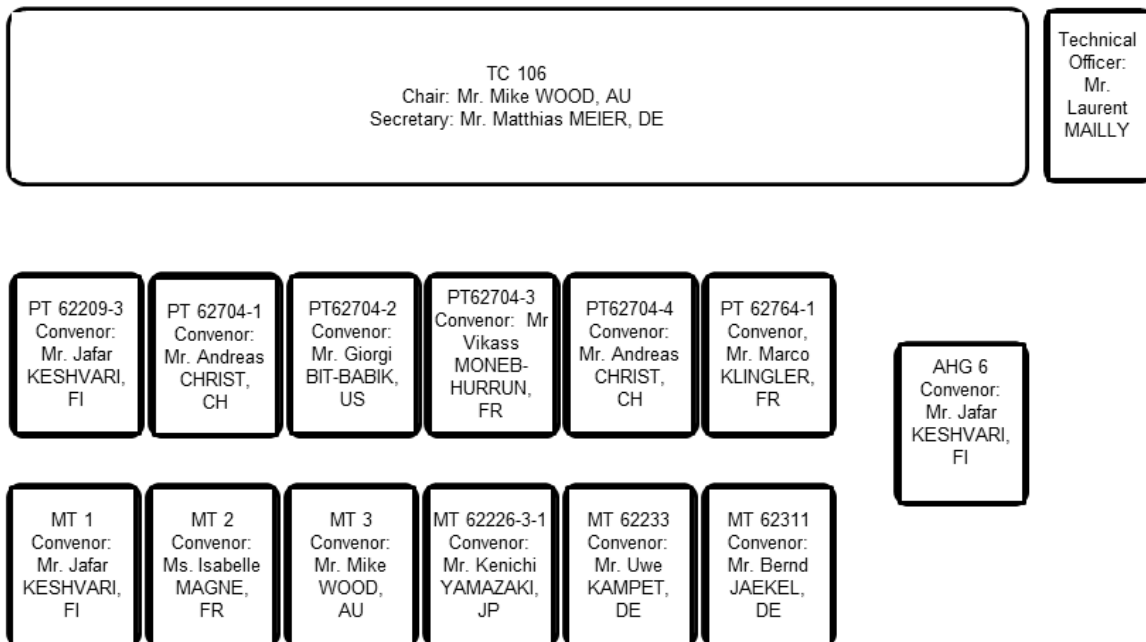 TC 106
Chair: Mr. Mike WOOD, AU
Secretary: Mr. Matthias MEIER, DE
Technical
Officer:
Mr.
Laurent
MAILLY
PT 62209-3
Convenor:
Mr. Jafar
KESHVARI,
FI
PT 62704-1
Convenor:
Mr. Andreas
CHRIST,
CH
PT62704-2
Convenor:
Mr. Giorgi
BIT-BABIK,
US
PT62704-3
Convenor: Mr
Vikass
MONEB-
HURRUN,
FR
PT62704-4
Convenor:
Mr. Andreas
CHRIST,
CH
PT 62764-1
Convenor,
Mr. Marco
KLINGLER,
FR
AHG 6
Convenor:
Mr. Jafar
KESHVARI,
FI
MT 1
Convenor:
Mr. Jafar
KESHVARI,
FI
MT 2
Convenor:
Ms. Isabelle
MAGNE,
FR
MT 3
Convenor:
Mr. Mike
WOOD,
AU
MT 62226-3-1
Convenor:
Mr. Kenichi
YAMAZAKI,
JP
MT 62233
Convenor:
Mr. Uwe
KAMPET,
DE
MT 62311
Convenor:
Mr. Bernd
JAEKEL,
DE